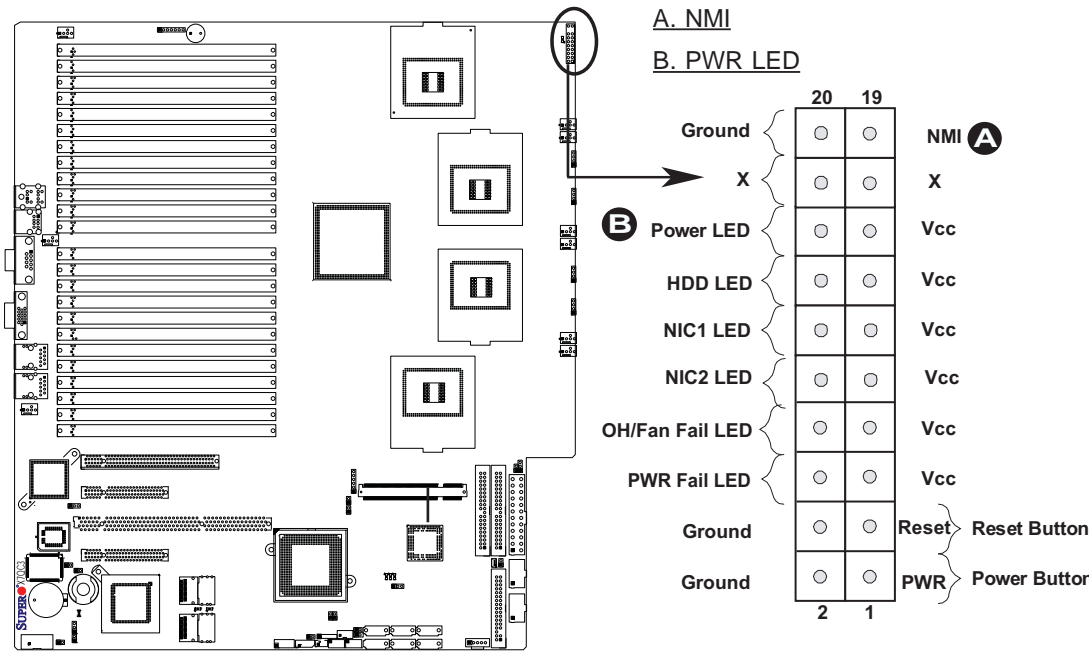 A. NMI
B. PWR LED
20 19
Ground NMI A
X X
B Power LED Vcc
HDD LED Vcc
NIC1 LED Vcc
NIC2 LED Vcc
OH/Fan Fail LED Vcc
PWR Fail LED Vcc
Ground Reset Reset Button
Ground PWR Power Button
2 1
SUPER X7QC3